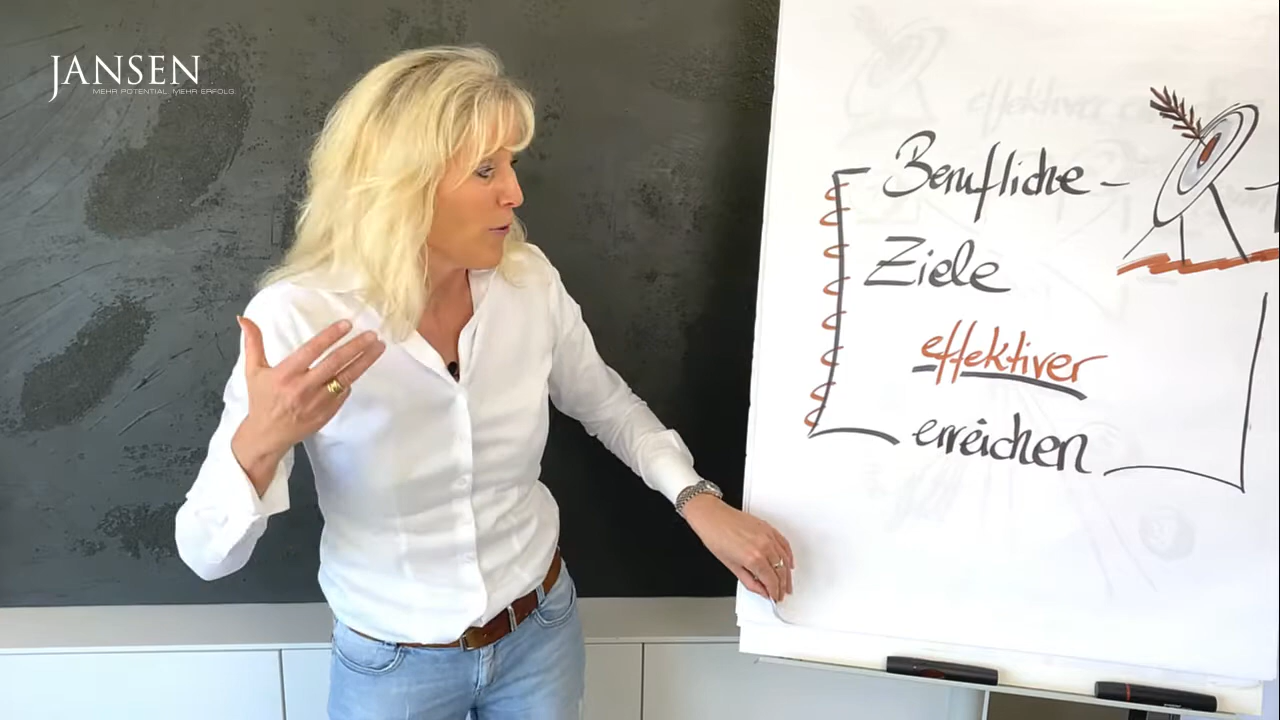 JANSEN
MEHR POTENTIAL. MEHR ERFOLG.
Berufliche -
Ziele
effektiver
erreichen